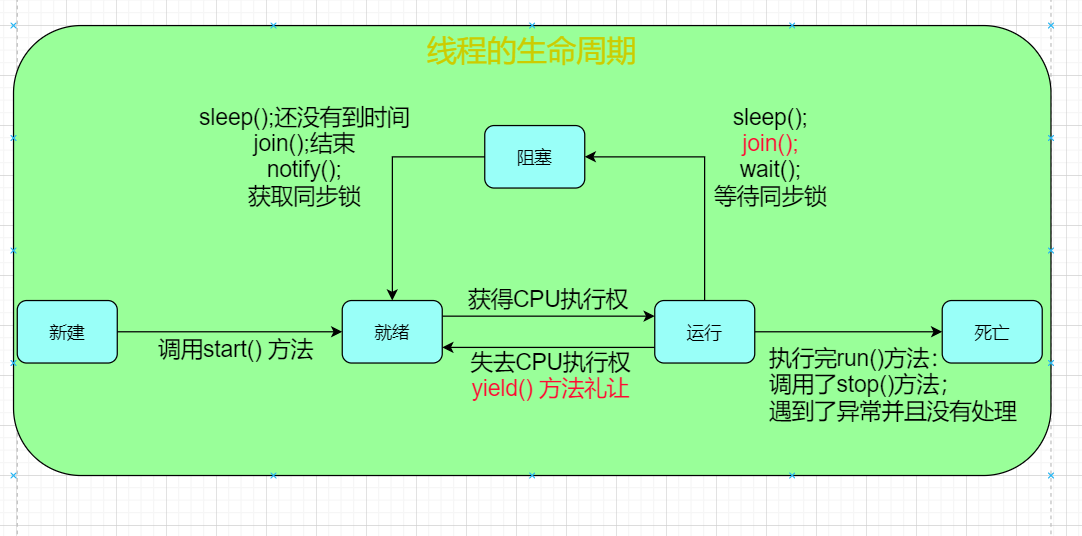 线程的生命周期
sleep();还没有到时间
join();结束
notify();
获取同步锁
阻塞
sleep();
join();
wait();
等待同步锁
新建
调用start() 方法
就绪
获得CPU执行权
失去CPU执行权
yield() 方法礼让
运行
执行完run()方法：
调用了stop()方法；
遇到了异常并且没有处理
死亡